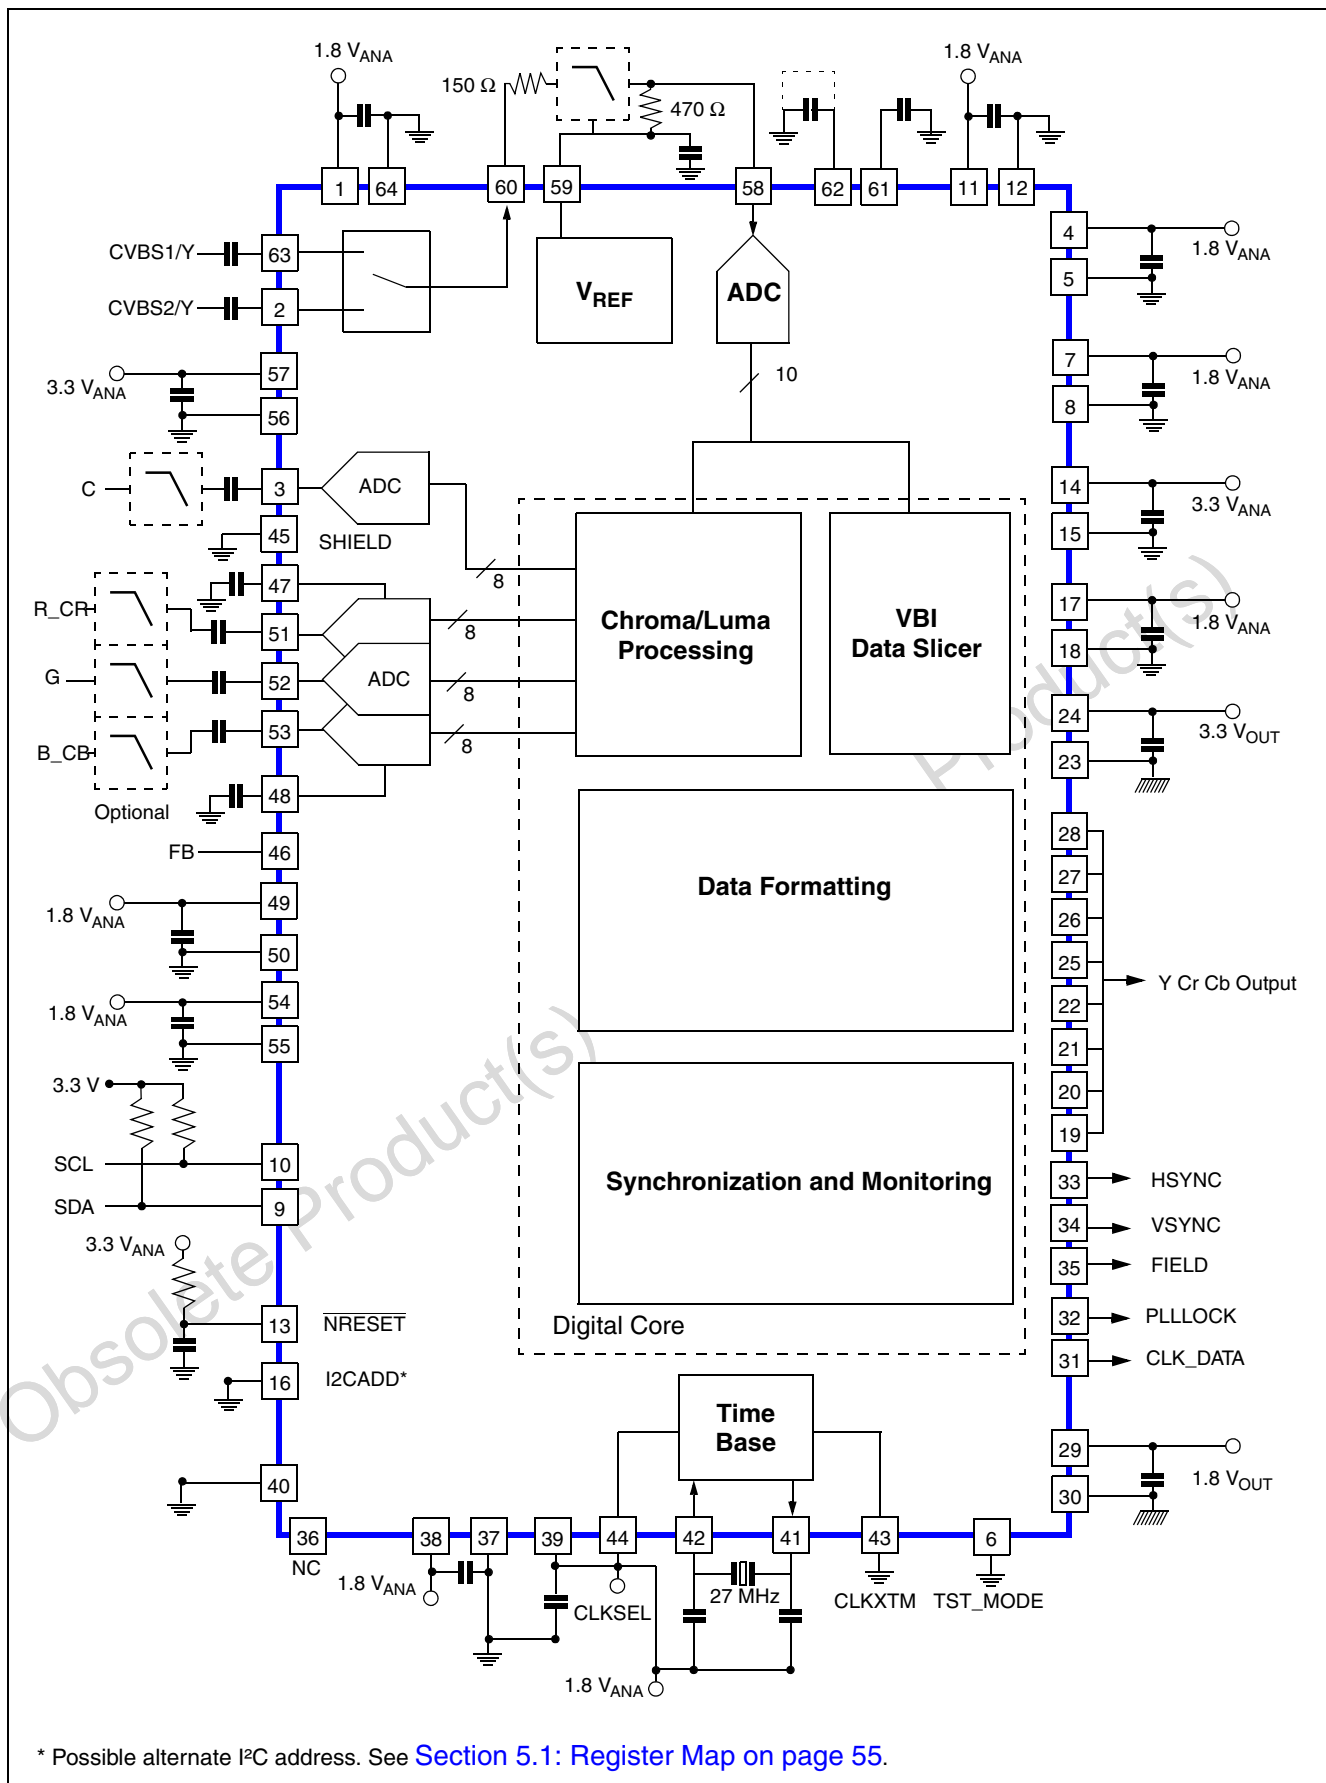 1.8 VANA
150 Ω
470 Ω
1.8 VANA
1
64
60
59
58
62
61
11
12
CVBS1/Y
63
CVBS2/Y
2
VREF
ADC
4
1.8 VANA
5
3.3 VANA
57
56
10
7
1.8 VANA
8
C
3
ADC
45
SHIELD
14
3.3 VANA
15
47
8
R_CR
51
8
G
52
ADC
8
B_CB
53
8
Optional
48
Chroma/Luma
Processing
VBI
Data Slicer
17
1.8 VANA
18
24
3.3 VOUT
23
FB
46
1.8 VANA
49
50
1.8 VANA
54
55
Data Formatting
28
27
26
25
22
21
20
19
Y Cr Cb Output
3.3 V
SCL
10
SDA
9
3.3 VANA
13
NRESET
16
I2CADD*
40
Synchronization and Monitoring
Digital Core
33
HSYNC
34
VSYNC
35
FIELD
32
PLLLOCK
31
CLK_DATA
Time
Base
29
1.8 VOUT
30
36
38
37
39
44
42
41
43
6
NC
1.8 VANA
CLKSEL
27 MHz
CLKXTM
TST_MODE
1.8 VANA
Obsolete Product(s)
Product(s)
* Possible alternate I²C address. See Section 5.1: Register Map on page 55.